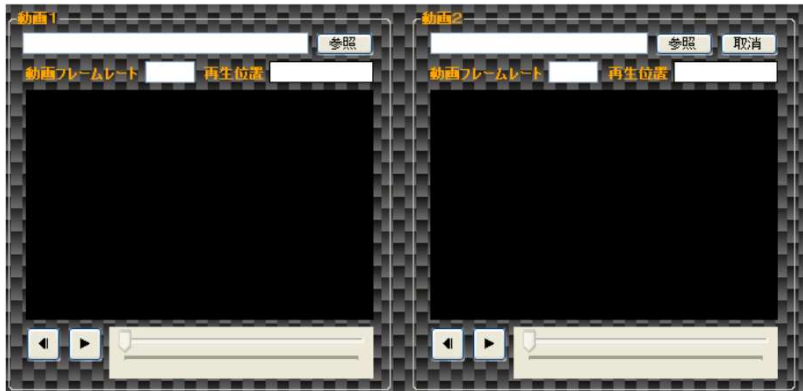 動画1
参照
動画フレームレート 再生位置
動画2
参照 取消
動画フレームレート 再生位置